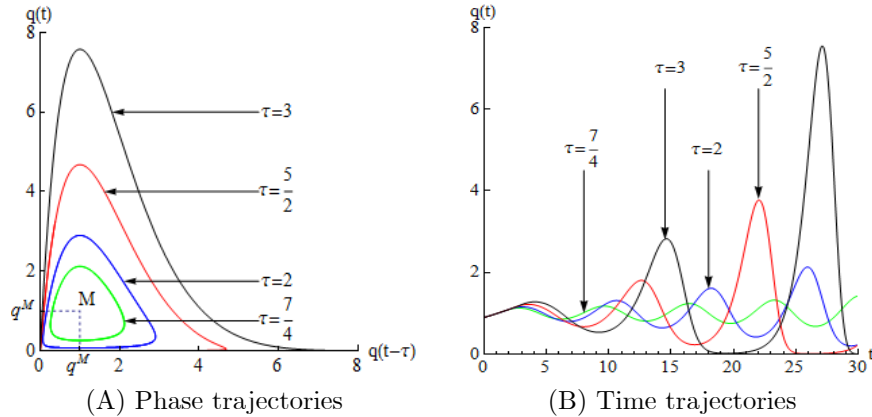 q(t)
8
6
4
2
0
q^M
M
τ=3
τ=5/2
τ=2
τ=7/4
0
q^M
2
4
6
8
q(t−τ)
(A) Phase trajectories
q(t)
8
6
4
2
0
τ=3
τ=5/2
τ=7/4
τ=2
0
5
10
15
20
25
30
t
(B) Time trajectories